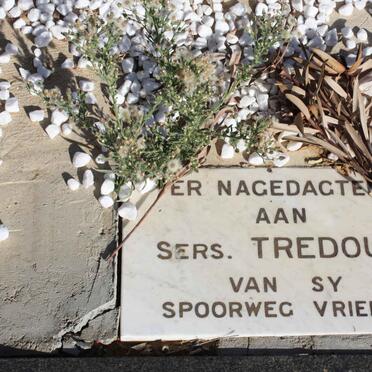 ER NAGEDAGTE
AAN
SERS. TREDOU
VAN SY
SPOORWEG VRIE